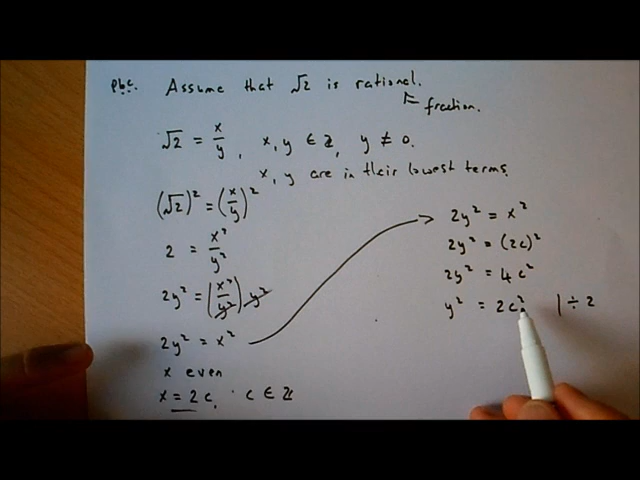 pbc. Assume that √2 is rational.
fraction.
√2 = x/y, x, y ∈ ℤ, y ≠ 0.
x, y are in their lowest terms.
(√2)² = (x/y)²
2 = x²/y²
2y² = (x²/y²) y²
2y² = x²
x even
x = 2c, c ∈ ℤ
2y² = x²
2y² = (2c)²
2y² = 4c²
y² = 2c² | ÷ 2